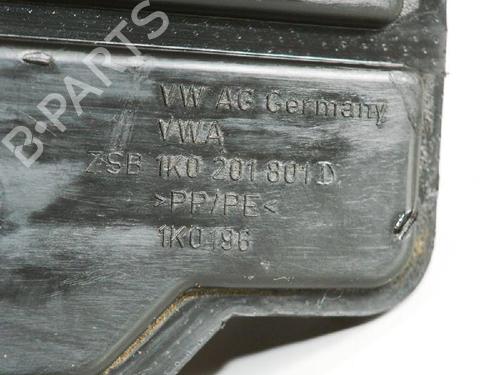 B-PARTS
VW AG Germany
VWA
ZSB 1K0 201 801 D
>PP/PE<
1K0196